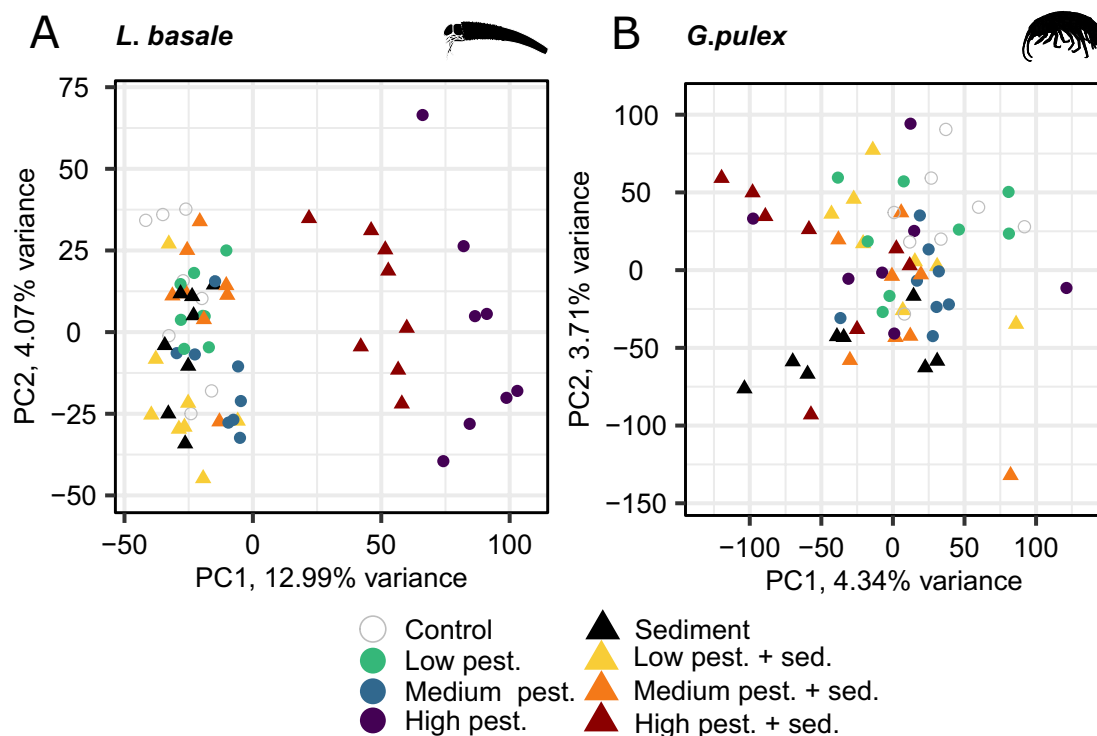 A L. basale
B G.pulex
PC2, 4.07% variance
75
50
25
0
−25
−50
−50 0 50 100
PC1, 12.99% variance
PC2, 3.71% variance
100
50
0
−50
−100
−150
−100 −50 0 50 100
PC1, 4.34% variance
Control
Low pest.
Medium pest.
High pest.
Sediment
Low pest. + sed.
Medium pest. + sed.
High pest. + sed.